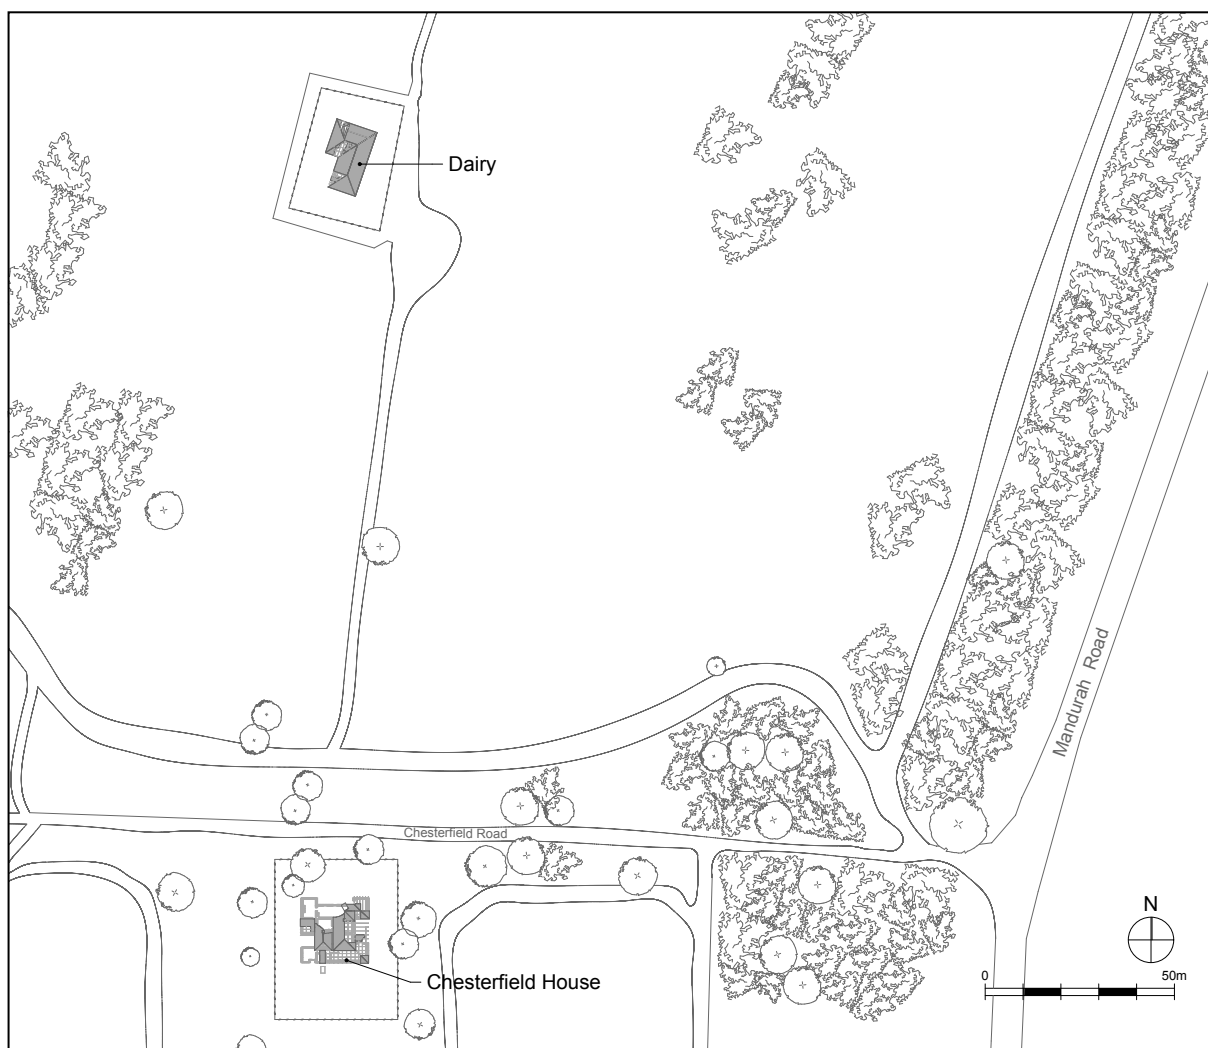 Dairy
Mandurah Road
Chesterfield Road
N
0 50m
Chesterfield House